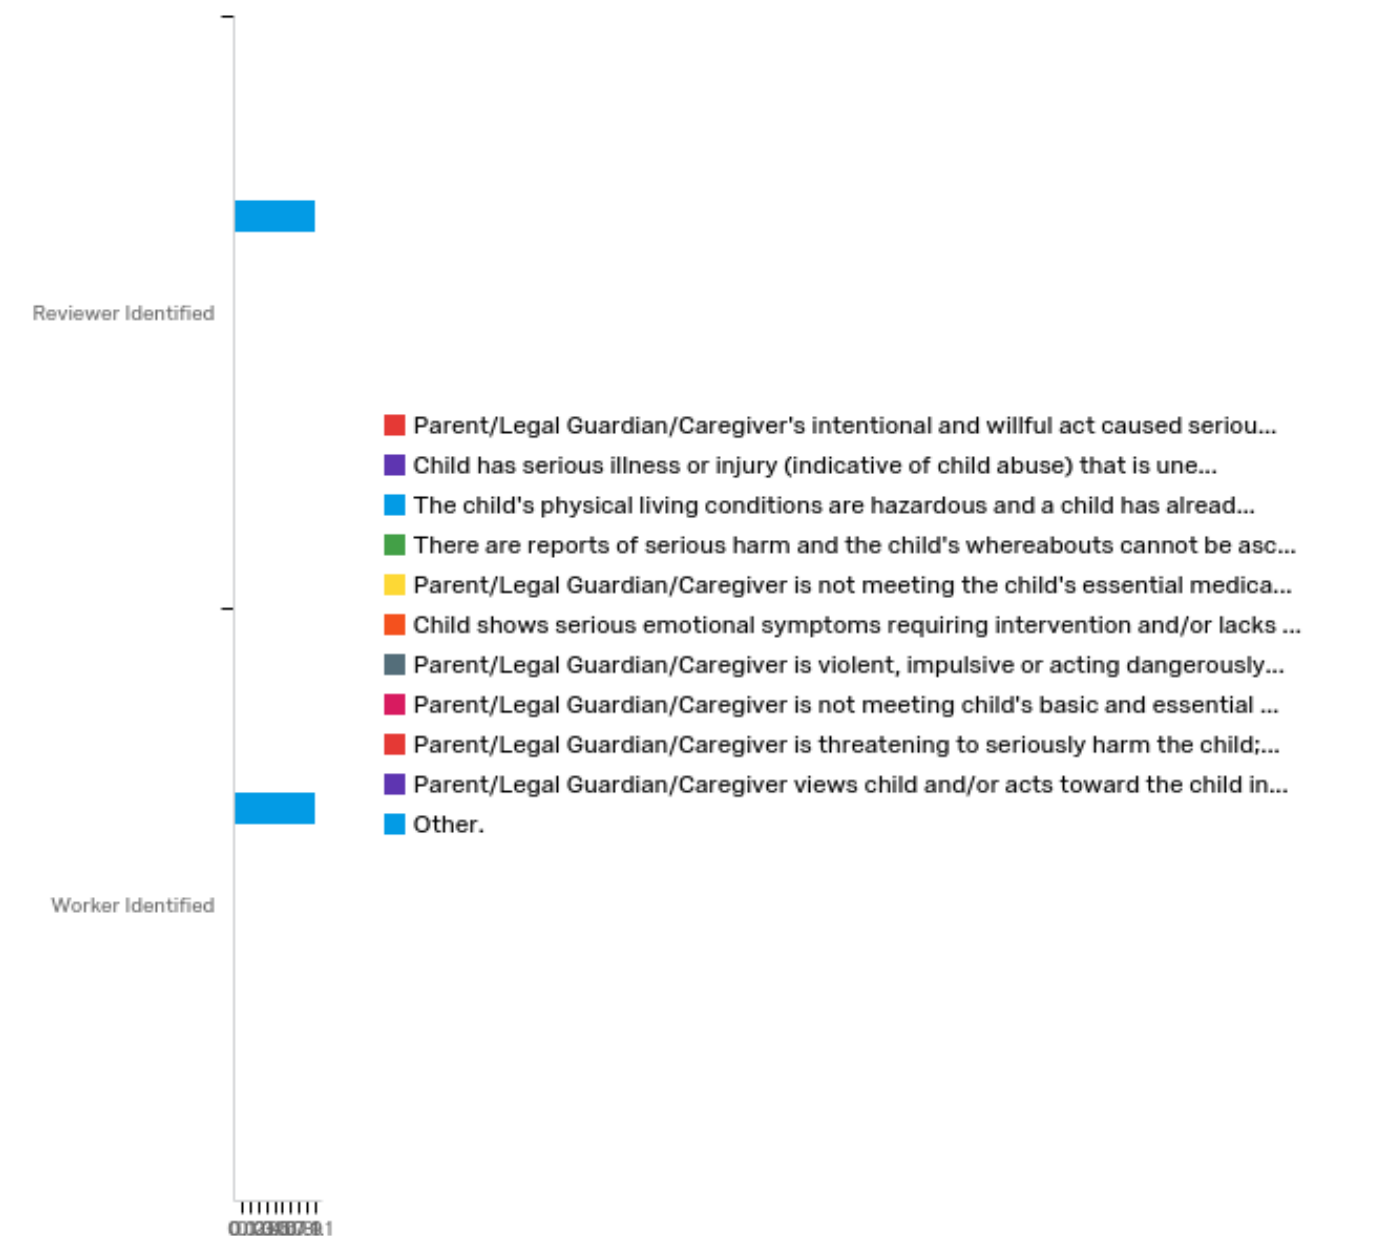 Reviewer Identified
Parent/Legal Guardian/Caregiver's intentional and willful act caused seriou...
Child has serious illness or injury (indicative of child abuse) that is une...
The child's physical living conditions are hazardous and a child has alread...
There are reports of serious harm and the child's whereabouts cannot be asc...
Parent/Legal Guardian/Caregiver is not meeting the child's essential medica...
Child shows serious emotional symptoms requiring intervention and/or lacks ...
Parent/Legal Guardian/Caregiver is violent, impulsive or acting dangerously...
Parent/Legal Guardian/Caregiver is not meeting child's basic and essential ...
Parent/Legal Guardian/Caregiver is threatening to seriously harm the child;...
Parent/Legal Guardian/Caregiver views child and/or acts toward the child in...
Other.
Worker Identified